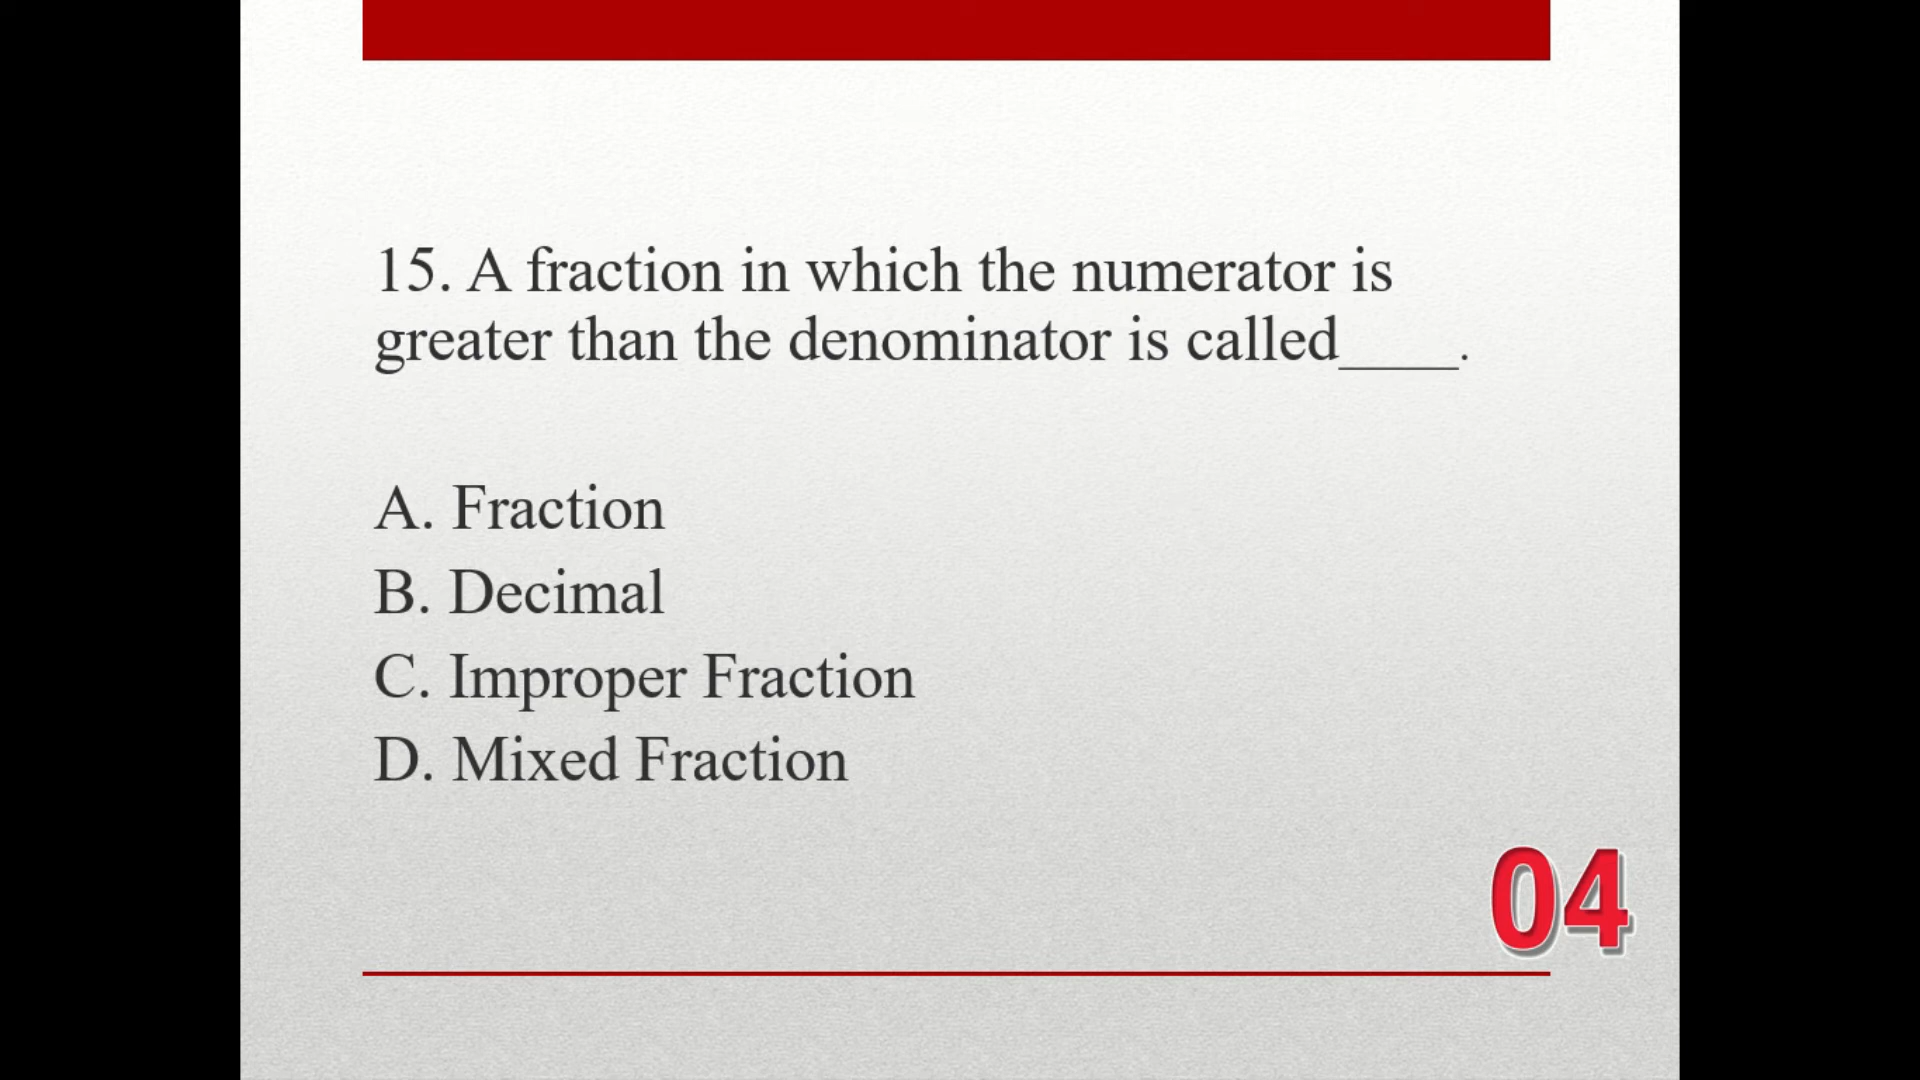 15. A fraction in which the numerator is
greater than the denominator is called____.
A. Fraction
B. Decimal
C. Improper Fraction
D. Mixed Fraction
04